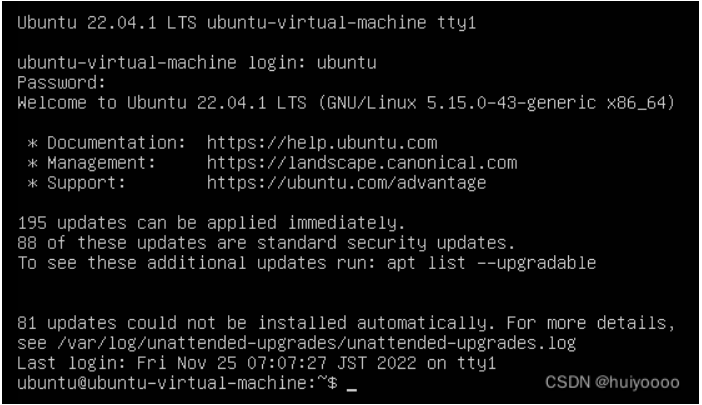 Ubuntu 22.04.1 LTS ubuntu-virtual-machine tty1
ubuntu-virtual-machine login: ubuntu
Password:
Welcome to Ubuntu 22.04.1 LTS (GNU/Linux 5.15.0-43-generic x86_64)
* Documentation:  https://help.ubuntu.com
* Management:     https://landscape.canonical.com
* Support:        https://ubuntu.com/advantage
195 updates can be applied immediately.
88 of these updates are standard security updates.
To see these additional updates run: apt list --upgradable
81 updates could not be installed automatically. For more details,
see /var/log/unattended-upgrades/unattended-upgrades.log
Last login: Fri Nov 25 07:07:27 JST 2022 on tty1
ubuntu@ubuntu-virtual-machine:~$ _
CSDN @huiyoooo